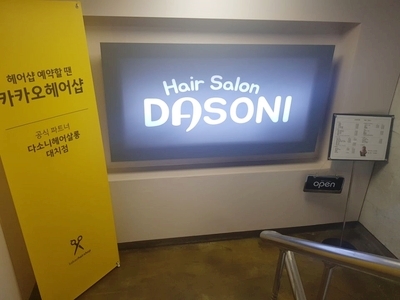 헤어샵 예약할 땐
카카오헤어샵
공식 파트너
다소니헤어살롱
대치점
Hair Salon
DASONI
open